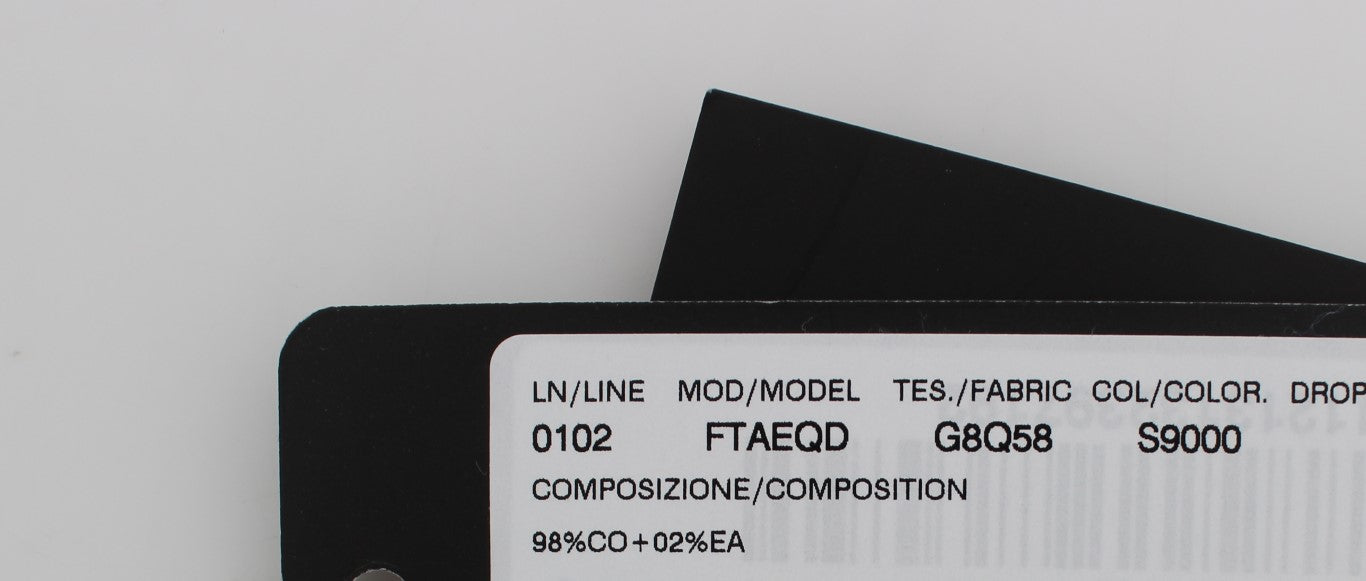 LN/LINE MOD/MODEL TES./FABRIC COL/COLOR. DROP
0102 FTAEQD G8Q58 S9000
COMPOSIZIONE/COMPOSITION
98%CO+02%EA